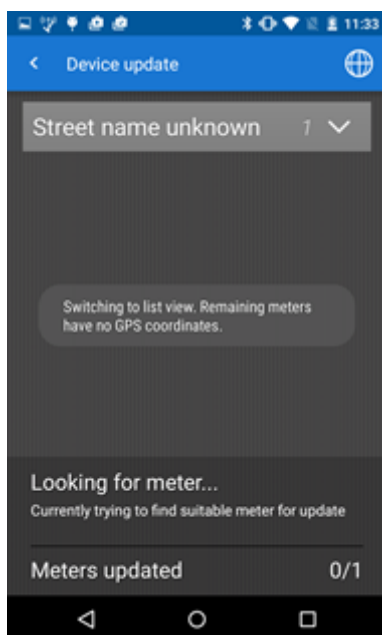 11:33
Device update
Street name unknown 1
Switching to list view. Remaining meters
have no GPS coordinates.
Looking for meter...
Currently trying to find suitable meter for update
Meters updated 0/1